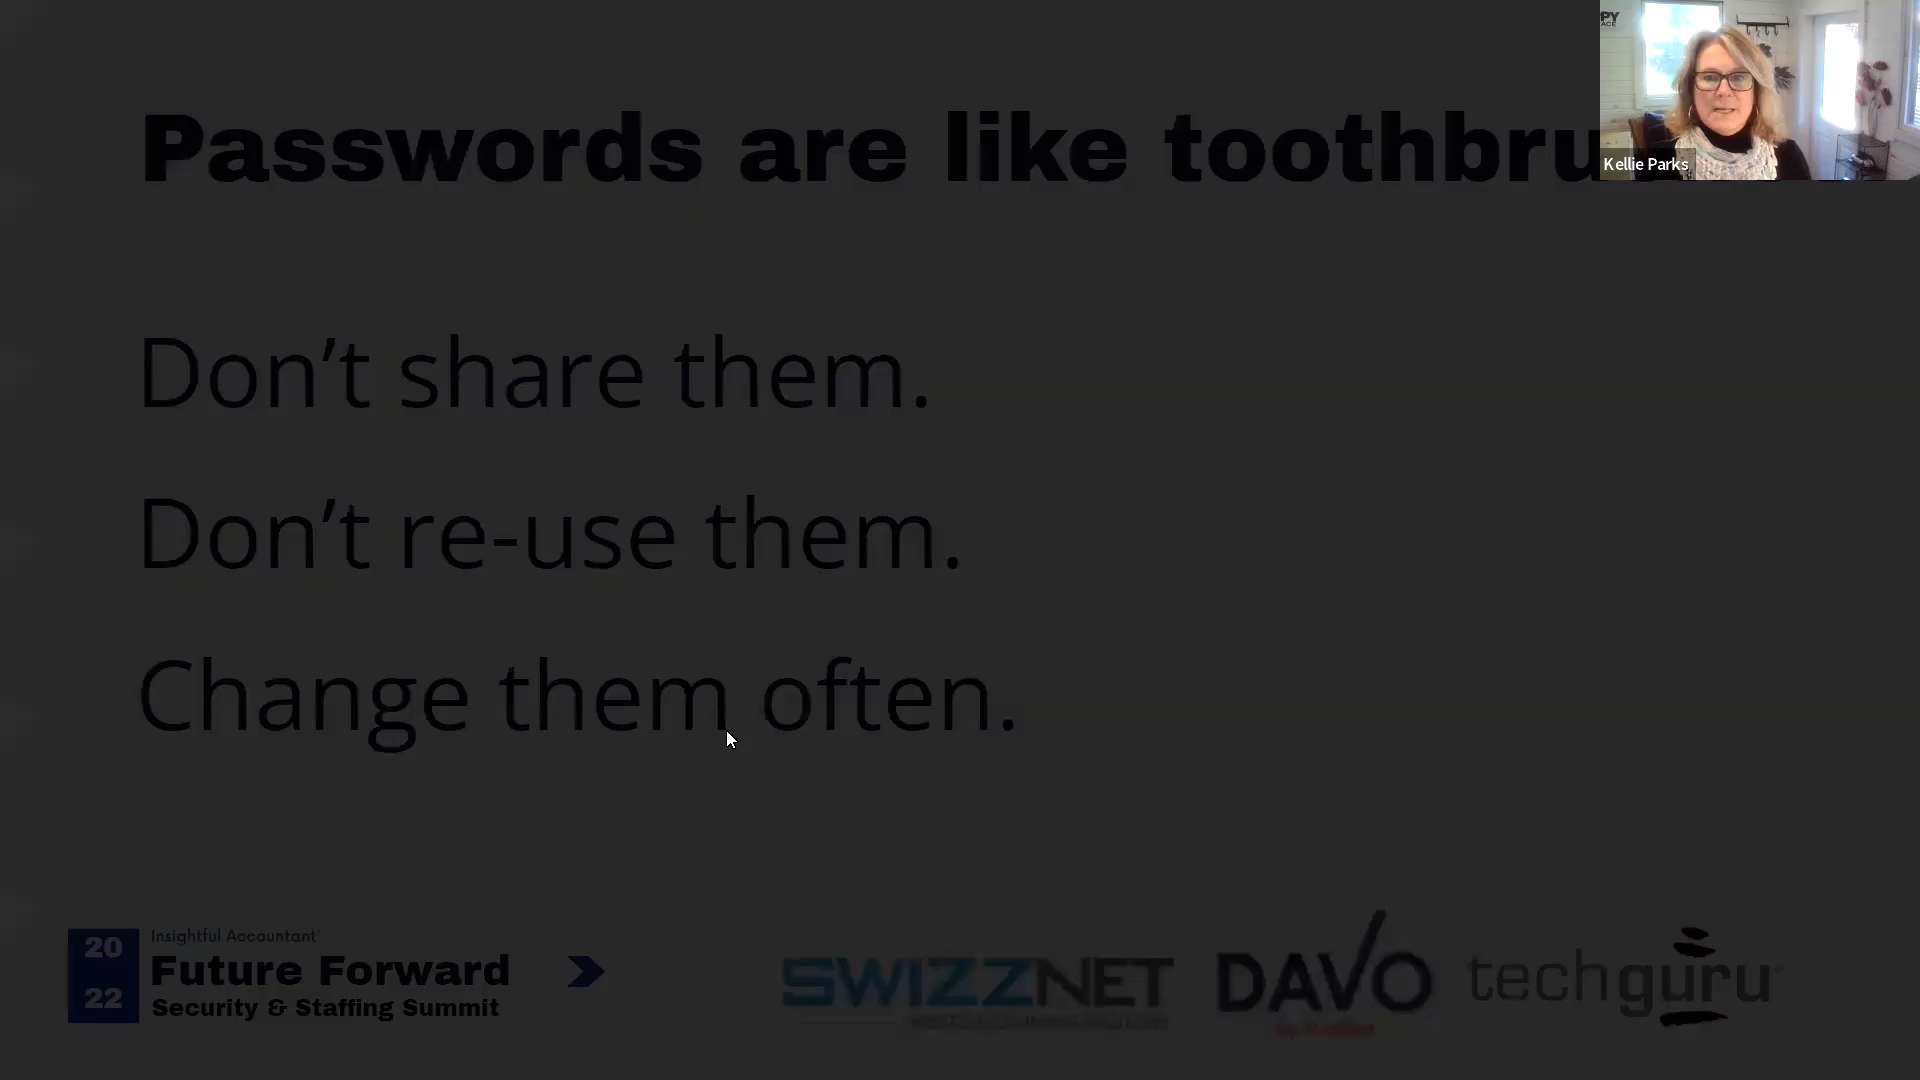 PY
Passwords are like toothbru
Kellie Parks
Don’t share them.
Don’t re-use them.
Change them often.
20
22
Insightful Accountant
Future Forward
Security & Staffing Summit
SWIZZNET
DAVO
techguru